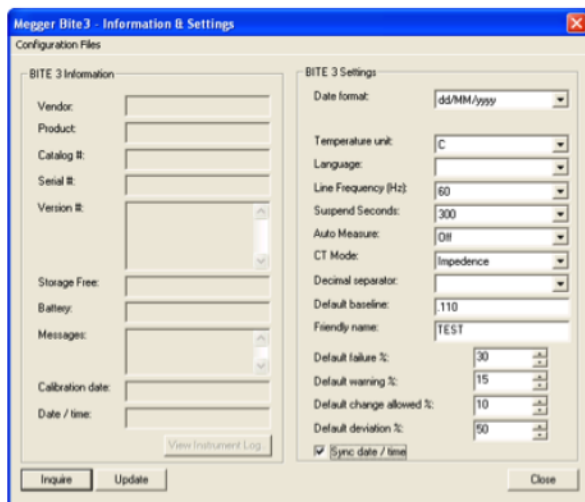 Megger Bite3 - Information & Settings
Configuration Files
BITE 3 Information
Vendor:
Product:
Catalog #:
Serial #:
Version #:
Storage Free:
Battery:
Messages:
Calibration date:
Date / time:
View Instrument Log...
BITE 3 Settings
Date format: dd/MM/yyyy
Temperature unit: C
Language:
Line Frequency (Hz): 60
Suspend Seconds: 300
Auto Measure: Off
CT Mode: Impedence
Decimal separator:
Default baseline: .110
Friendly name: TEST
Default failure %: 30
Default warning %: 15
Default change allowed %: 10
Default deviation %: 50
Sync date / time
Inquire Update Close